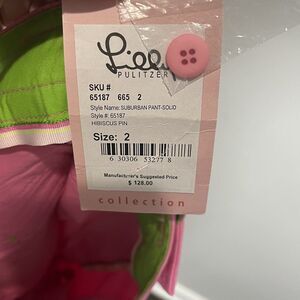 Lilly
PULITZER
SKU #
65187 665 2
Style Name: SUBURBAN PANT-SOLID
Style #: 65187
HIBISCUS PIN
Size: 2
6 30306 53277 8
Manufacturer's Suggested Price
$ 128.00
collection